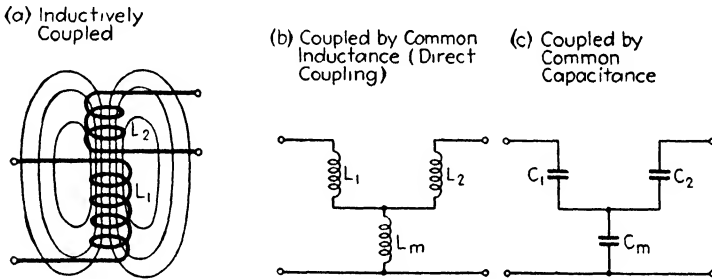 (a) Inductively
Coupled
L2
L1
(b) Coupled by Common
Inductance (Direct
Coupling)
L1
L2
Lm
(c) Coupled by
Common
Capacitance
C1
C2
Cm